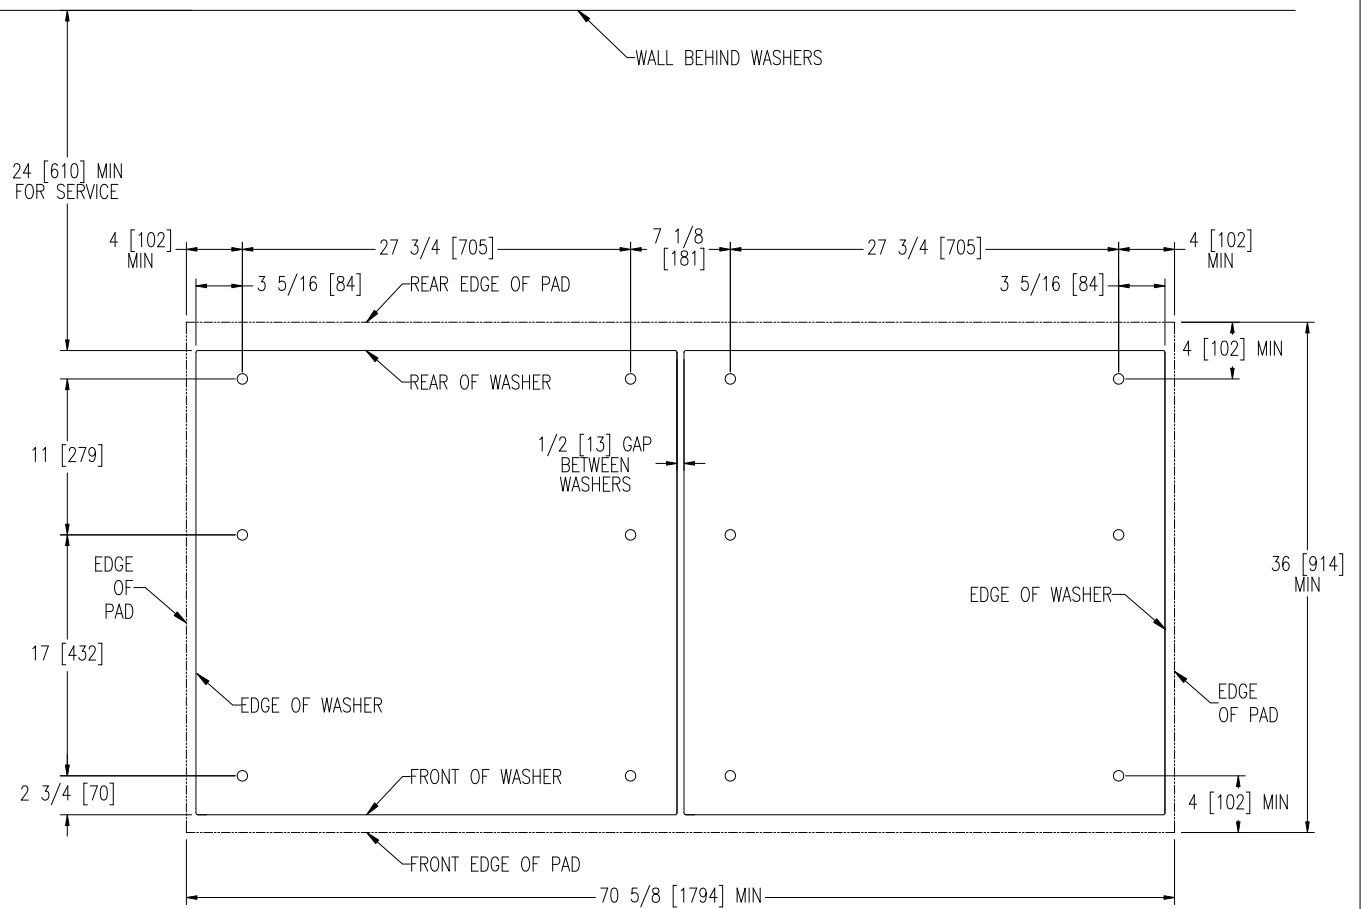 WALL BEHIND WASHERS
24 [610] MIN
FOR SERVICE
4 [102]
MIN
27 3/4 [705]
7 1/8
[181]
27 3/4 [705]
4 [102]
MIN
3 5/16 [84]
REAR EDGE OF PAD
3 5/16 [84]
4 [102] MIN
REAR OF WASHER
11 [279]
1/2 [13] GAP
BETWEEN
WASHERS
EDGE
OF
PAD
36 [914]
MIN
EDGE OF WASHER
17 [432]
EDGE OF WASHER
EDGE
OF PAD
FRONT OF WASHER
2 3/4 [70]
4 [102] MIN
FRONT EDGE OF PAD
70 5/8 [1794] MIN